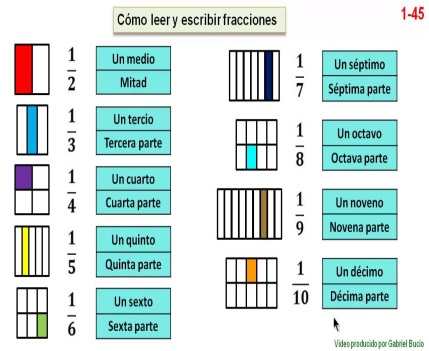 Cómo leer y escribir fracciones
1-45
1/2
Un medio
Mitad
1/3
Un tercio
Tercera parte
1/4
Un cuarto
Cuarta parte
1/5
Un quinto
Quinta parte
1/6
Un sexto
Sexta parte
1/7
Un séptimo
Séptima parte
1/8
Un octavo
Octava parte
1/9
Un noveno
Novena parte
1/10
Un décimo
Décima parte
Video producido por Gabriel Bucio